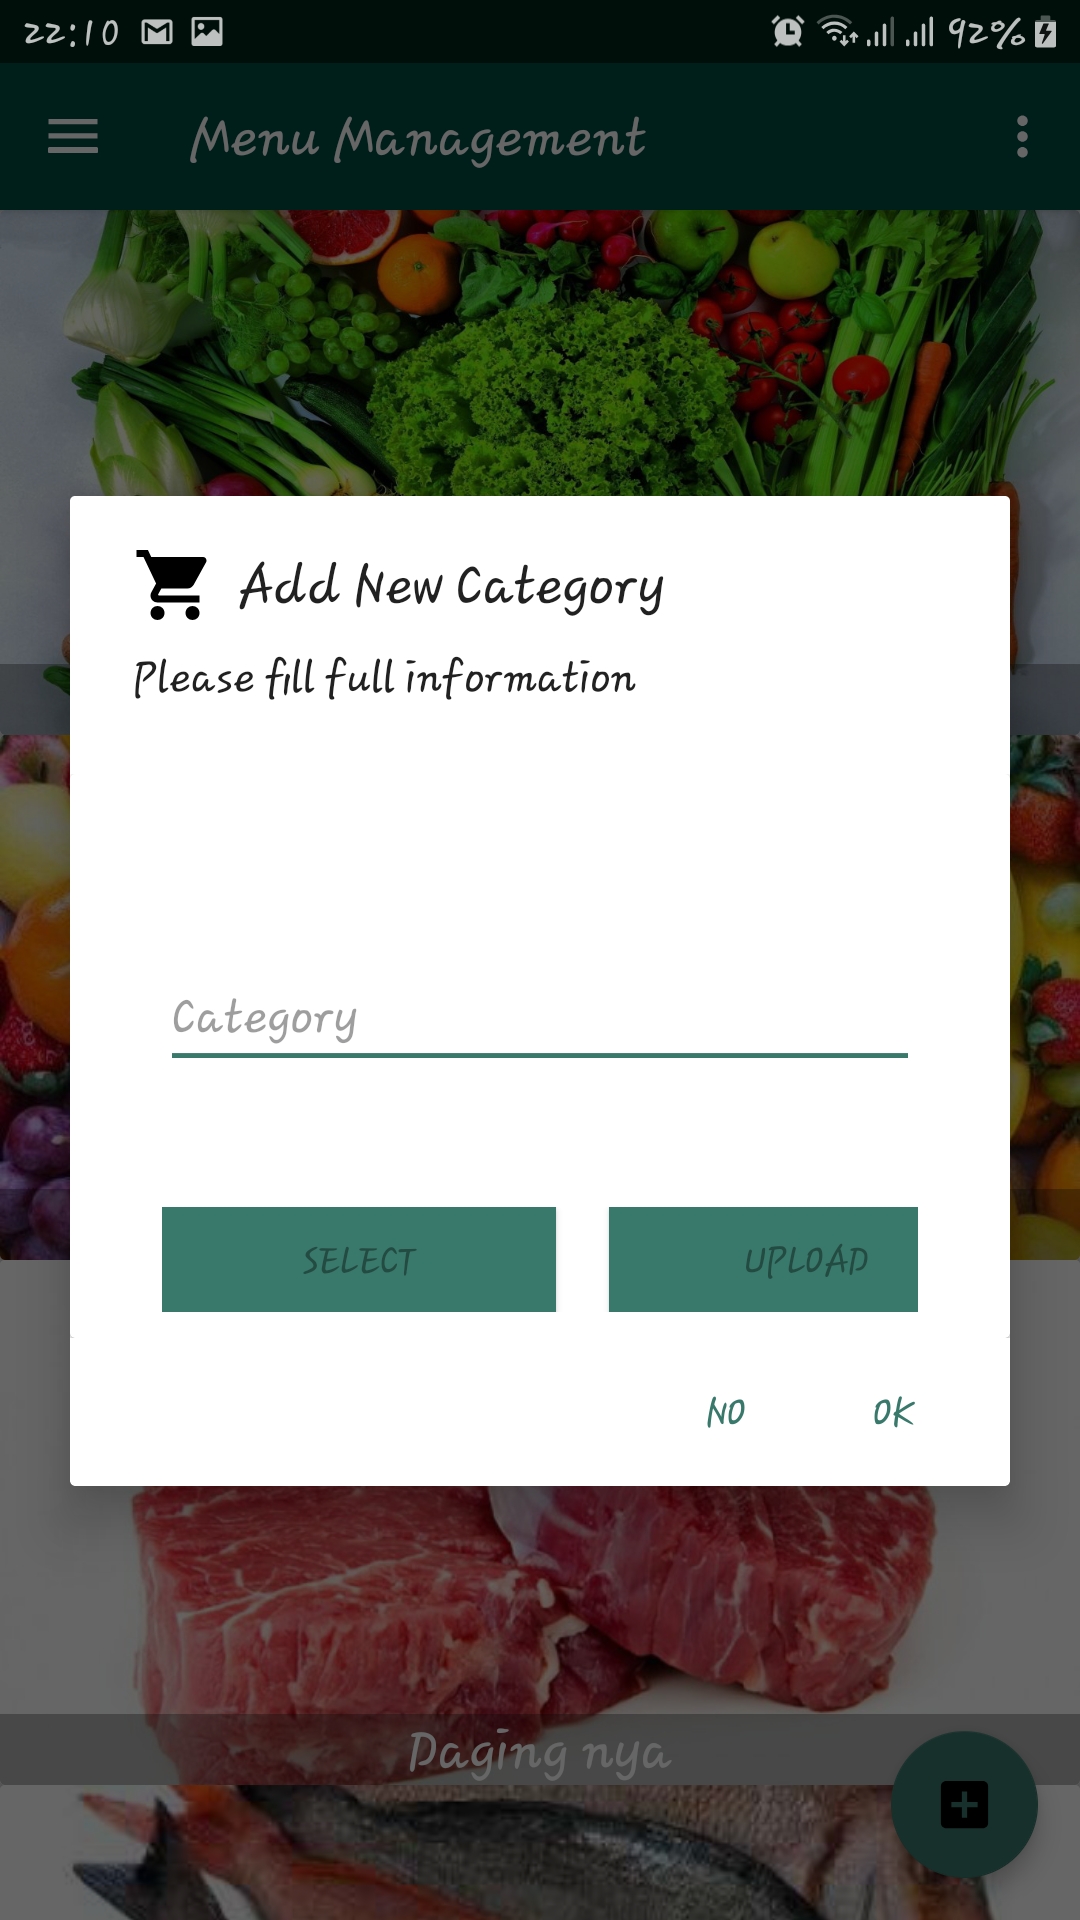 22:10 92%
Menu Management
Add New Category
Please fill full information
Category
SELECT UPLOAD
NO OK
Daging nya